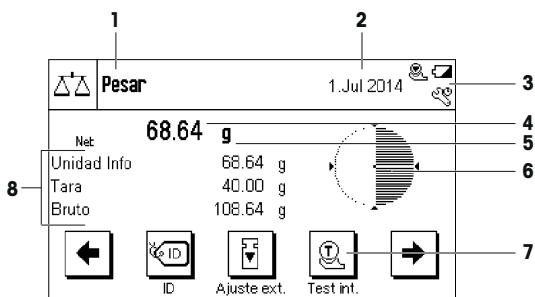 1 2
Pesar 1.Jul 2014 3
68.64 g 4
Net 5
Unidad Info 68.64 g 6
8 Tara 40.00 g
Bruto 108.64 g
ID T 7
ID Ajuste ext. Test int.